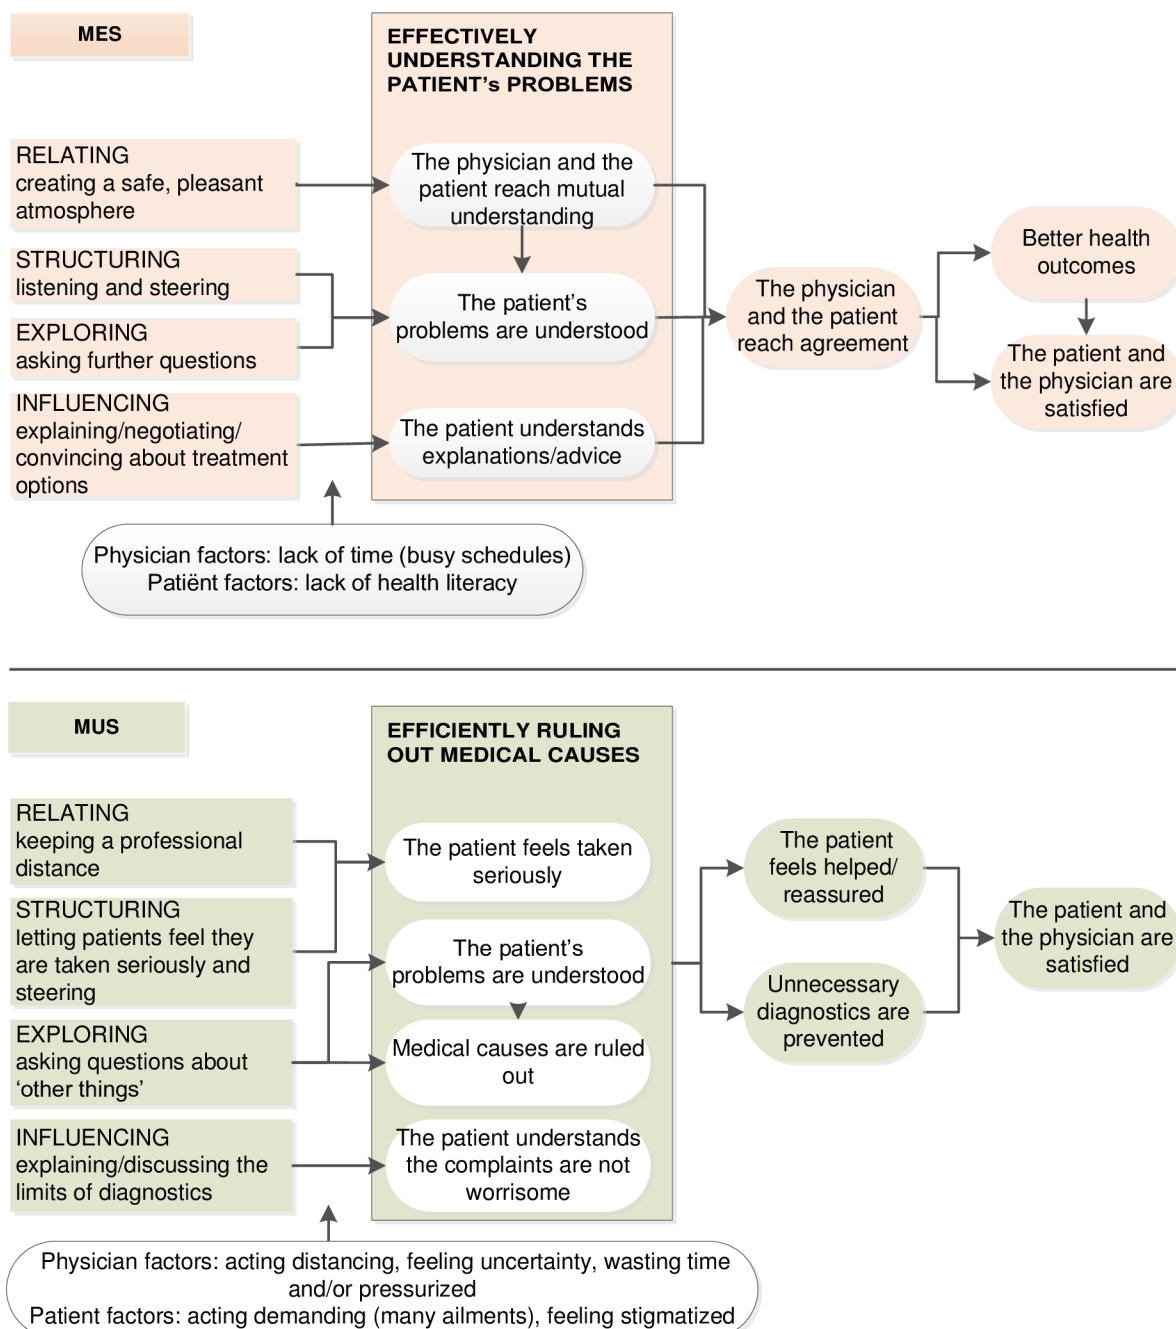 MES
EFFECTIVELY
UNDERSTANDING THE
PATIENT's PROBLEMS
RELATING
creating a safe, pleasant
atmosphere
STRUCTURING
listening and steering
EXPLORING
asking further questions
INFLUENCING
explaining/negotiating/
convincing about treatment
options
The physician and the
patient reach mutual
understanding
The patient's
problems are understood
The patient understands
explanations/advice
The physician
and the patient
reach agreement
Better health
outcomes
The patient and
the physician are
satisfied
Physician factors: lack of time (busy schedules)
Patiënt factors: lack of health literacy
MUS
EFFICIENTLY RULING
OUT MEDICAL CAUSES
RELATING
keeping a professional
distance
STRUCTURING
letting patients feel they
are taken seriously and
steering
EXPLORING
asking questions about
‘other things’
INFLUENCING
explaining/discussing the
limits of diagnostics
The patient feels taken
seriously
The patient's
problems are understood
Medical causes are ruled
out
The patient understands
the complaints are not
worrisome
The patient
feels helped/
reassured
Unnecessary
diagnostics are
prevented
The patient and
the physician are
satisfied
Physician factors: acting distancing, feeling uncertainty, wasting time
and/or pressurized
Patient factors: acting demanding (many ailments), feeling stigmatized